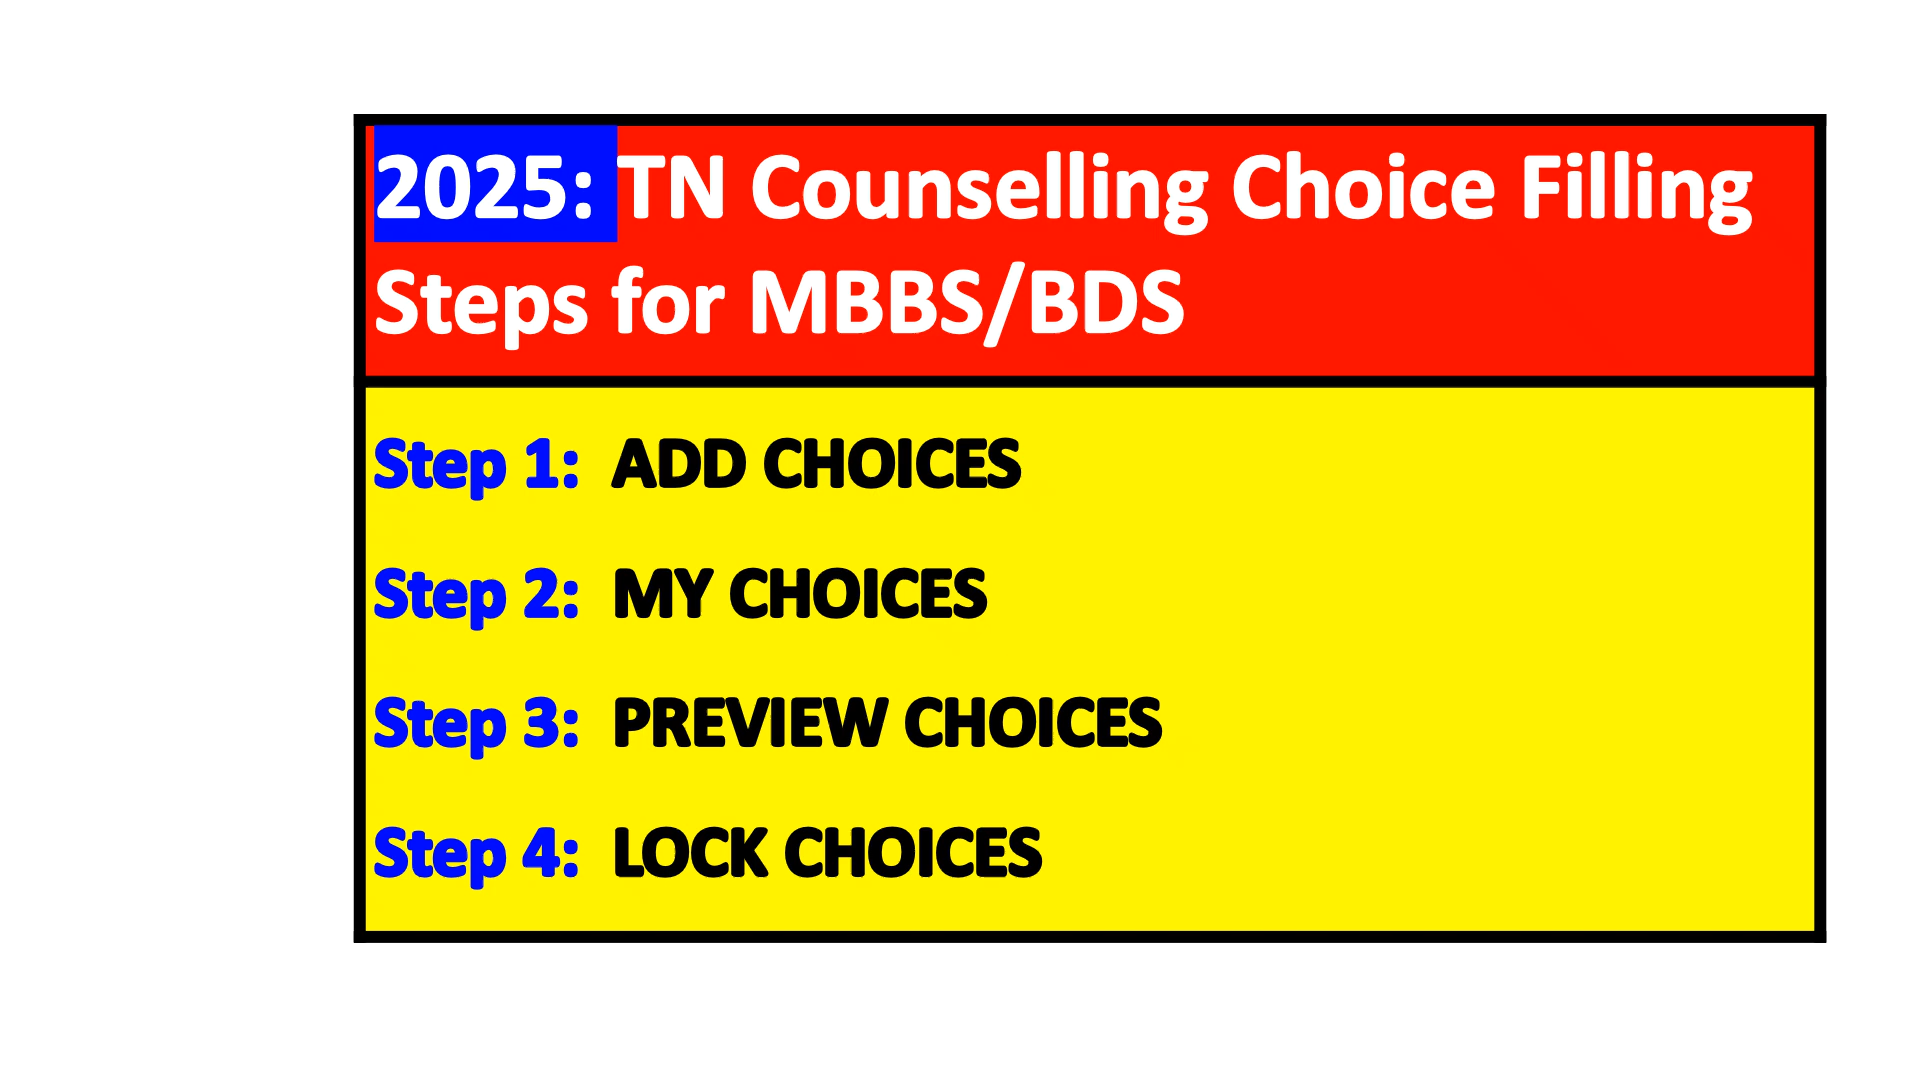 2025: TN Counselling Choice Filling
Steps for MBBS/BDS
Step 1: ADD CHOICES
Step 2: MY CHOICES
Step 3: PREVIEW CHOICES
Step 4: LOCK CHOICES